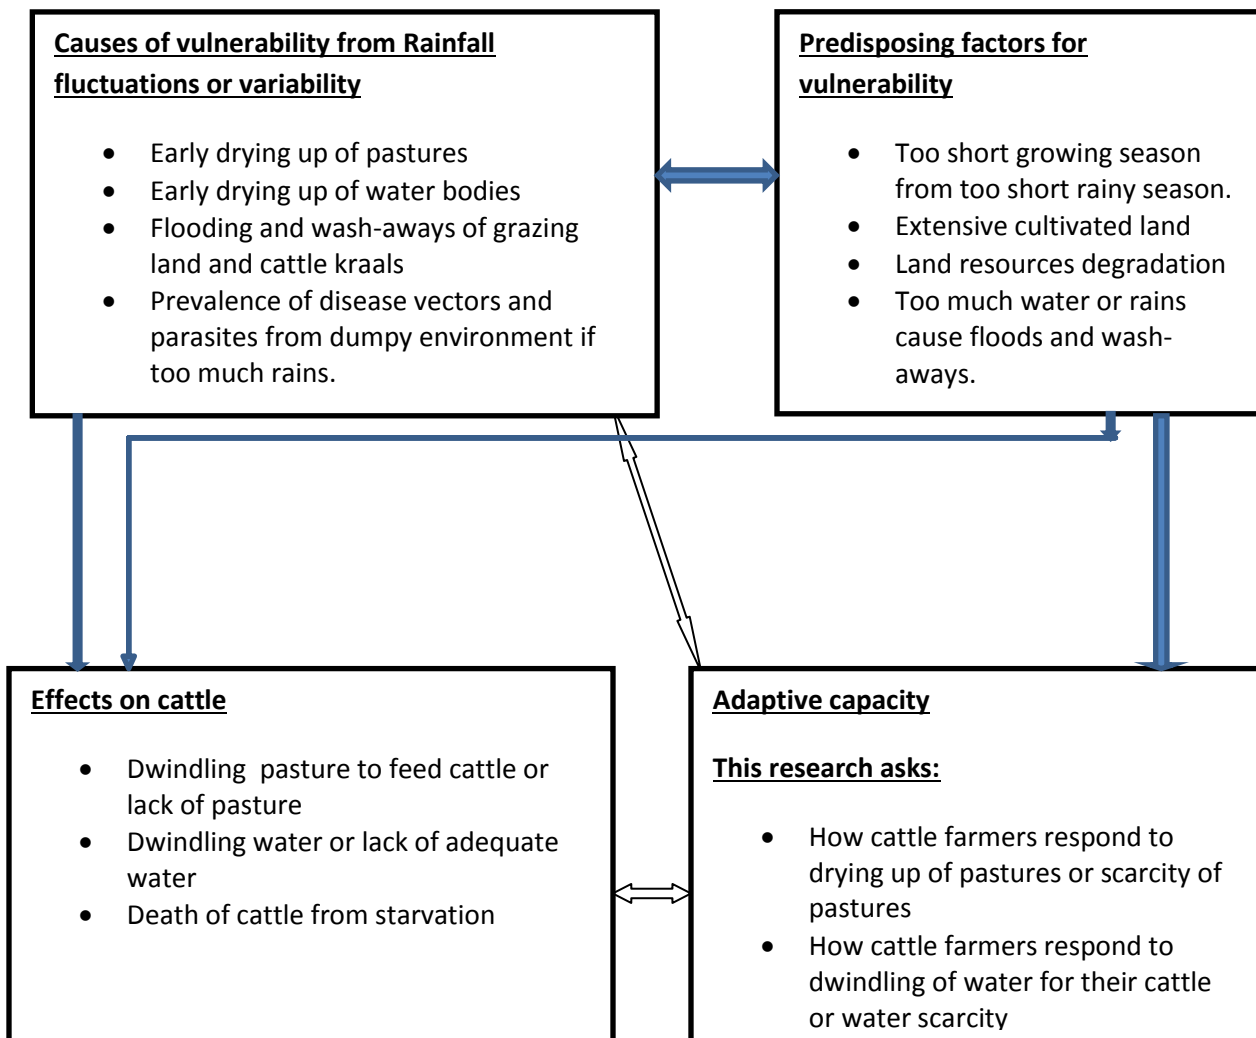 Causes of vulnerability from Rainfall
fluctuations or variability
• Early drying up of pastures
• Early drying up of water bodies
• Flooding and wash-aways of grazing
land and cattle kraals
• Prevalence of disease vectors and
parasites from dumpy environment if
too much rains.
Predisposing factors for
vulnerability
• Too short growing season
from too short rainy season.
• Extensive cultivated land
• Land resources degradation
• Too much water or rains
cause floods and wash-
aways.
Effects on cattle
• Dwindling pasture to feed cattle or
lack of pasture
• Dwindling water or lack of adequate
water
• Death of cattle from starvation
Adaptive capacity
This research asks:
• How cattle farmers respond to
drying up of pastures or scarcity of
pastures
• How cattle farmers respond to
dwindling of water for their cattle
or water scarcity